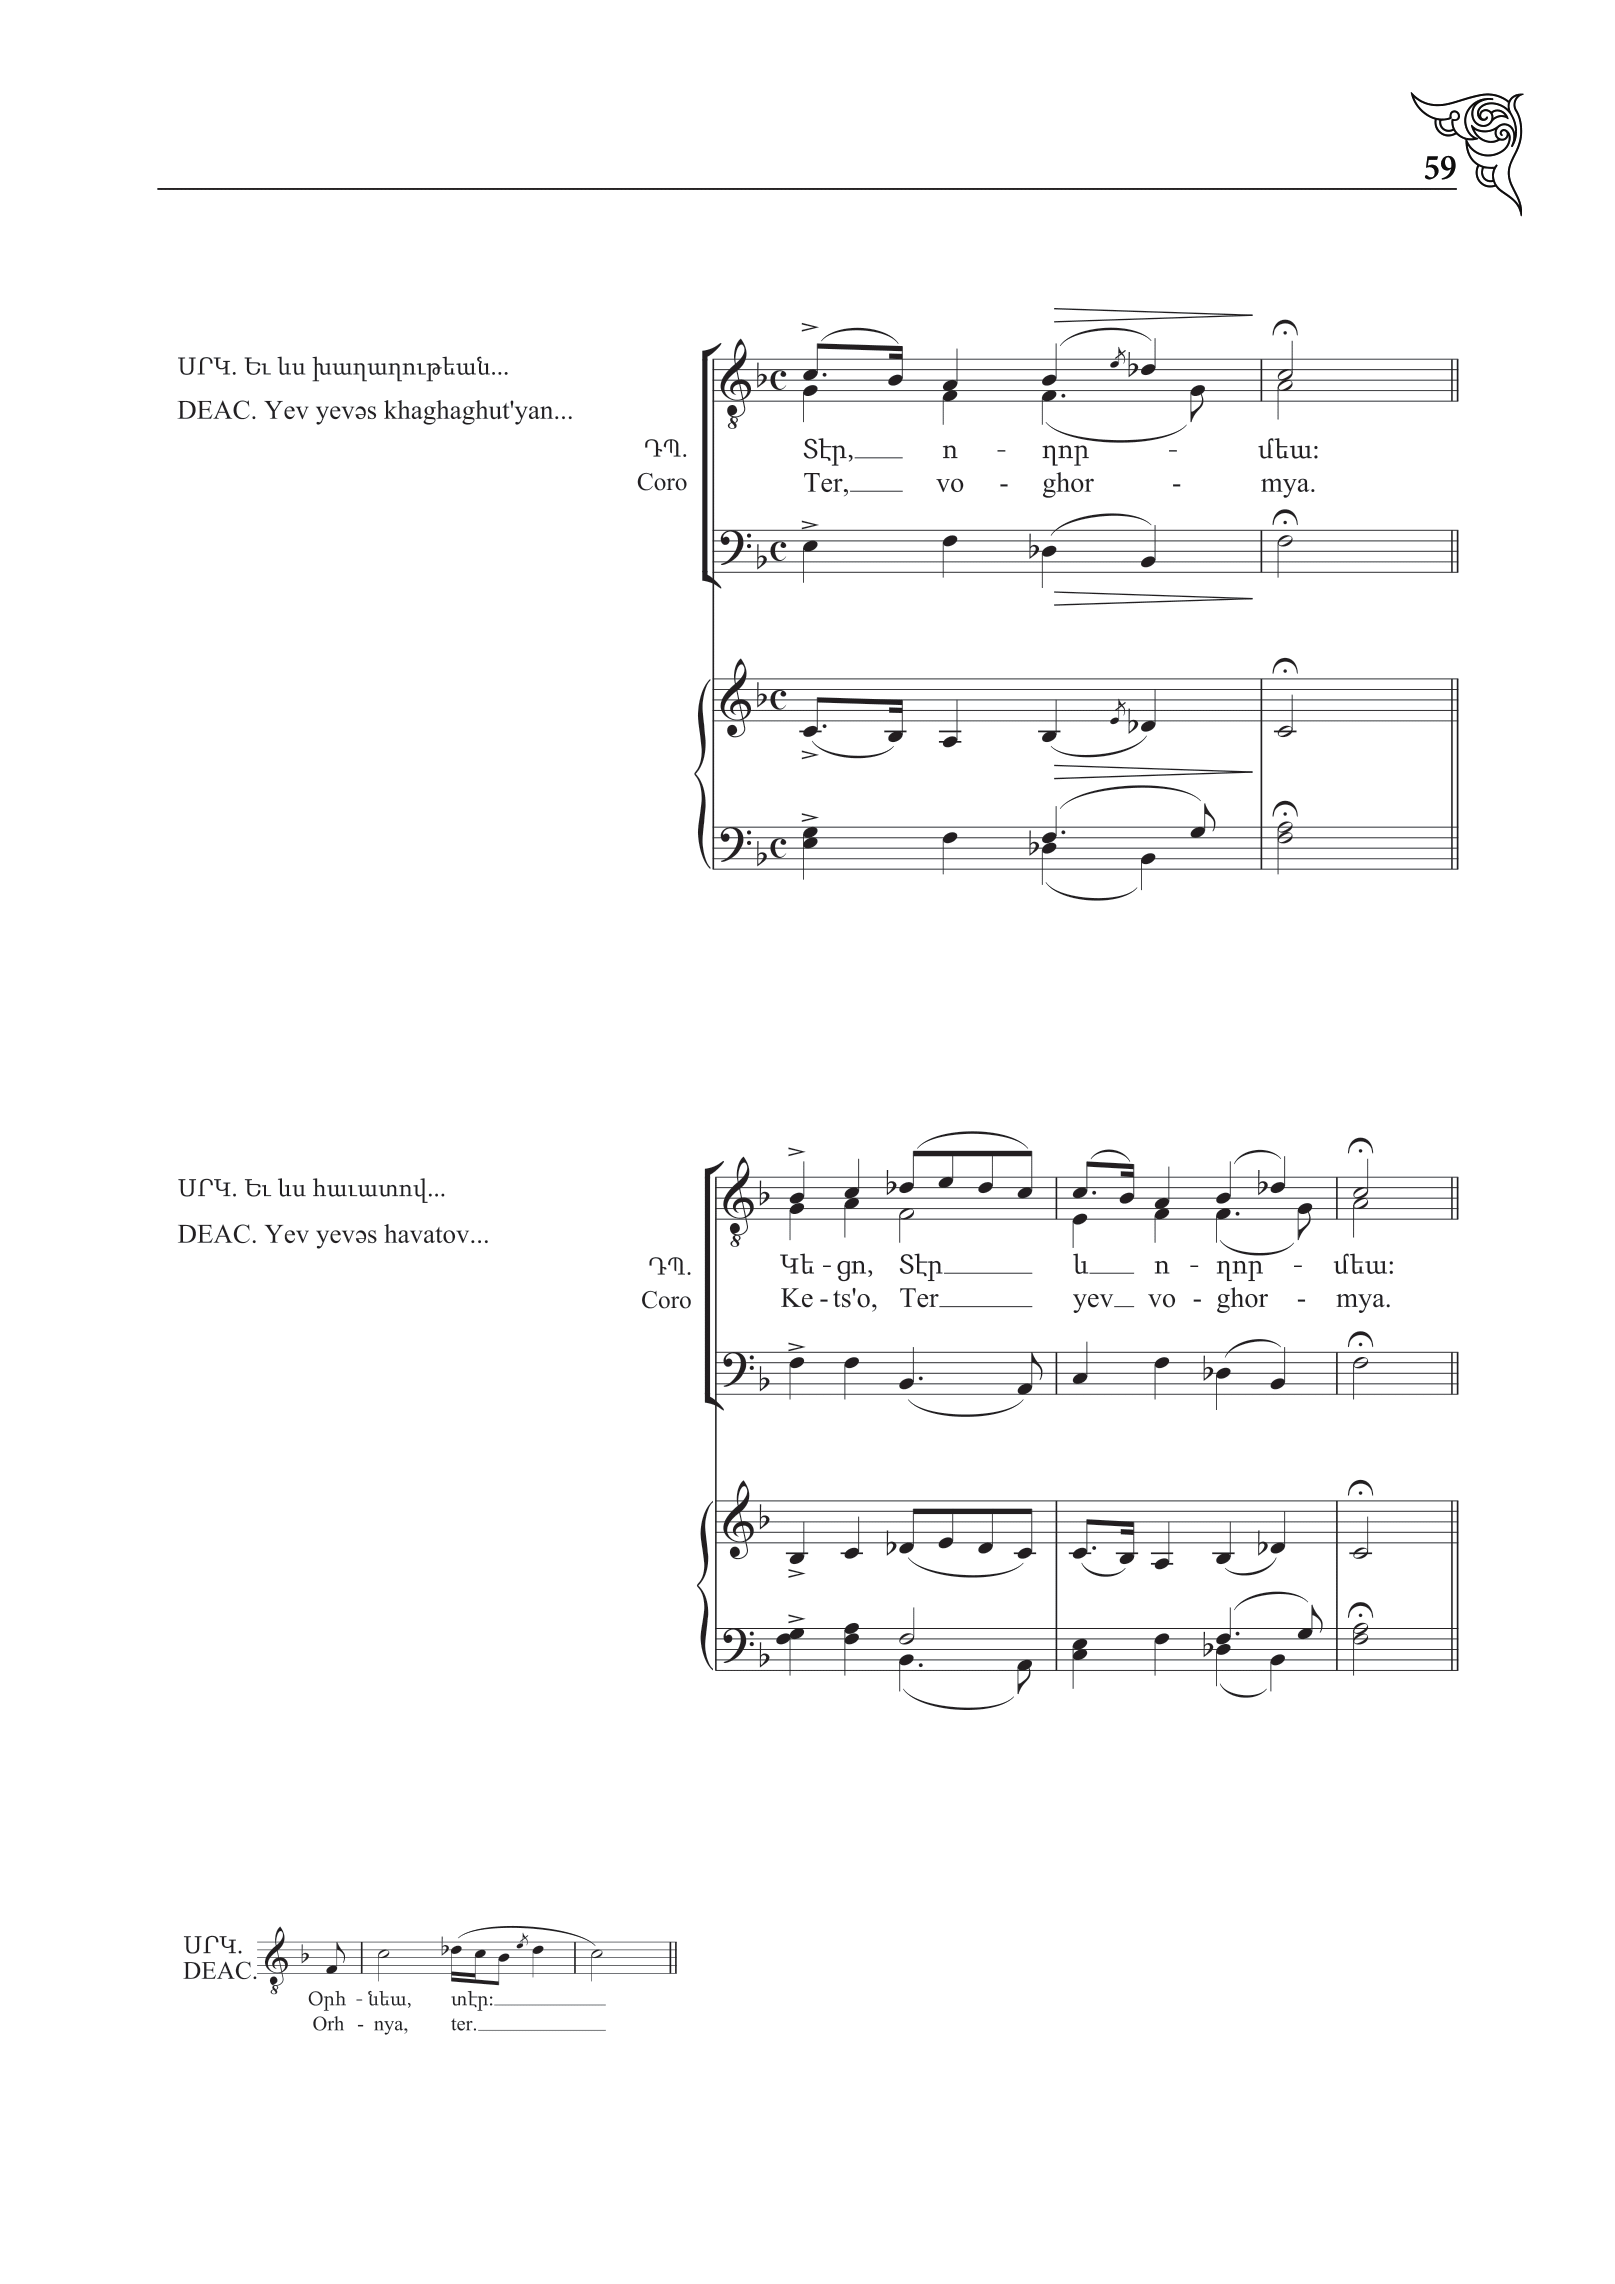 59
ՍՐԿ. Եւ ևս խաղաղութեան...
DEAC. Yev yevəs khaghaghut'yan...
ԴՊ. Տէր, ո - ղոր - մեա:
Coro Ter, vo - ghor - mya.
ՍՐԿ. Եւ ևս հաւատով...
DEAC. Yev yevəs havatov...
ԴՊ. Կե - ցո, Տէր և ո - ղոր - մեա:
Coro Ke - ts'o, Ter yev vo - ghor - mya.
ՍՐԿ.
DEAC.
Օրհ - նեա, տէր:
Orh - nya, ter.